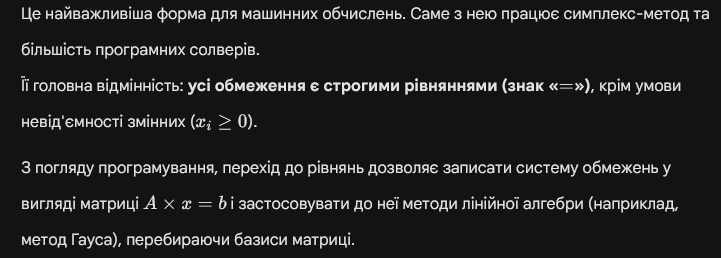 Це найважливіша форма для машинних обчислень. Саме з нею працює симплекс-метод та
більшість програмних солверів.
Її головна відмінність: усі обмеження є строгими рівняннями (знак «=»), крім умови
невід'ємності змінних (xᵢ ≥ 0).
З погляду програмування, перехід до рівнянь дозволяє записати систему обмежень у
вигляді матриці A × x = b і застосовувати до неї методи лінійної алгебри (наприклад,
метод Гауса), перебираючи базиси матриці.